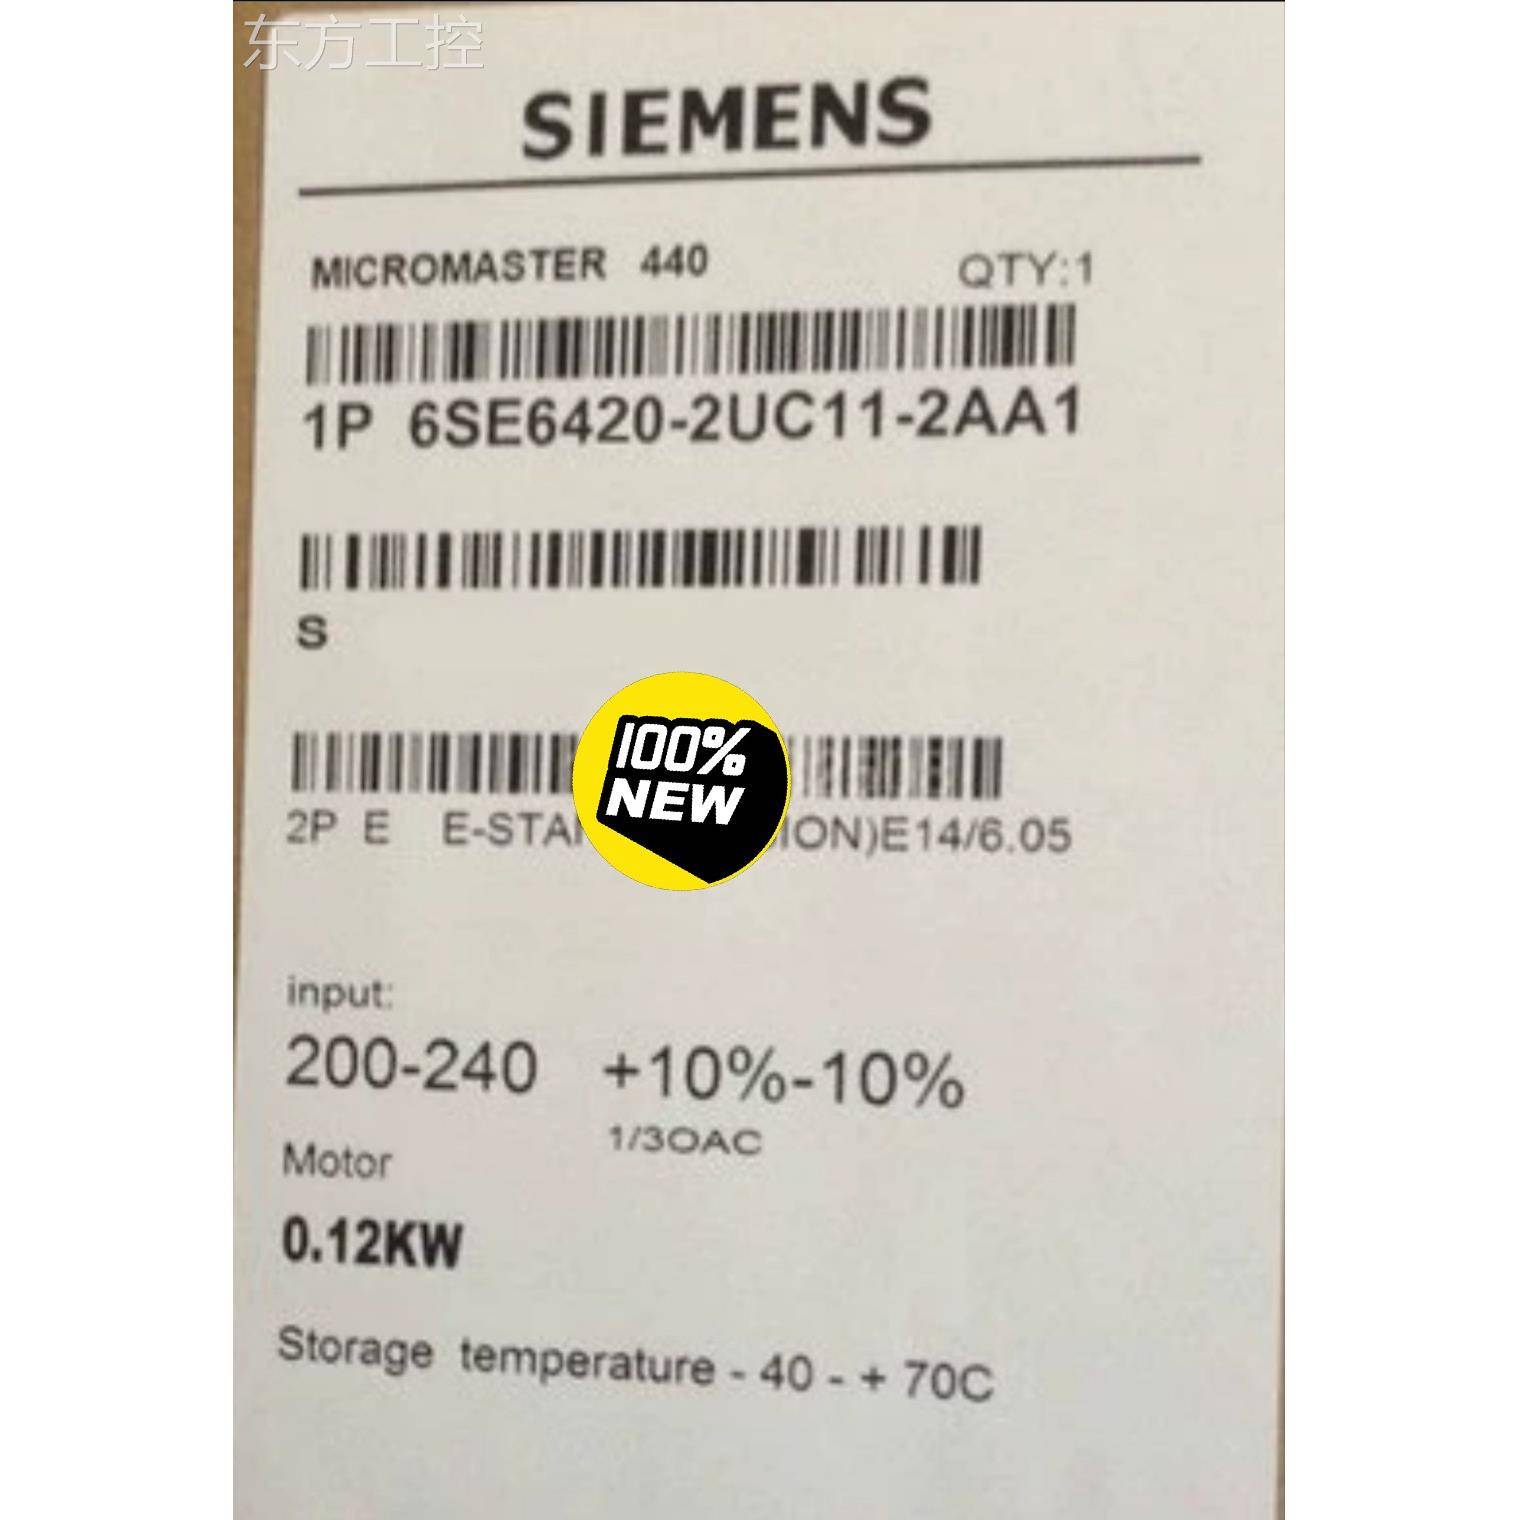 东方工控
SIEMENS
MICROMASTER 440 QTY:1
1P 6SE6420-2UC11-2AA1
S
100%
NEW
2P E E-STA ION)E14/6.05
input:
200-240 +10%-10%
1/3OAC
Motor
0.12KW
Storage temperature - 40 - + 70C